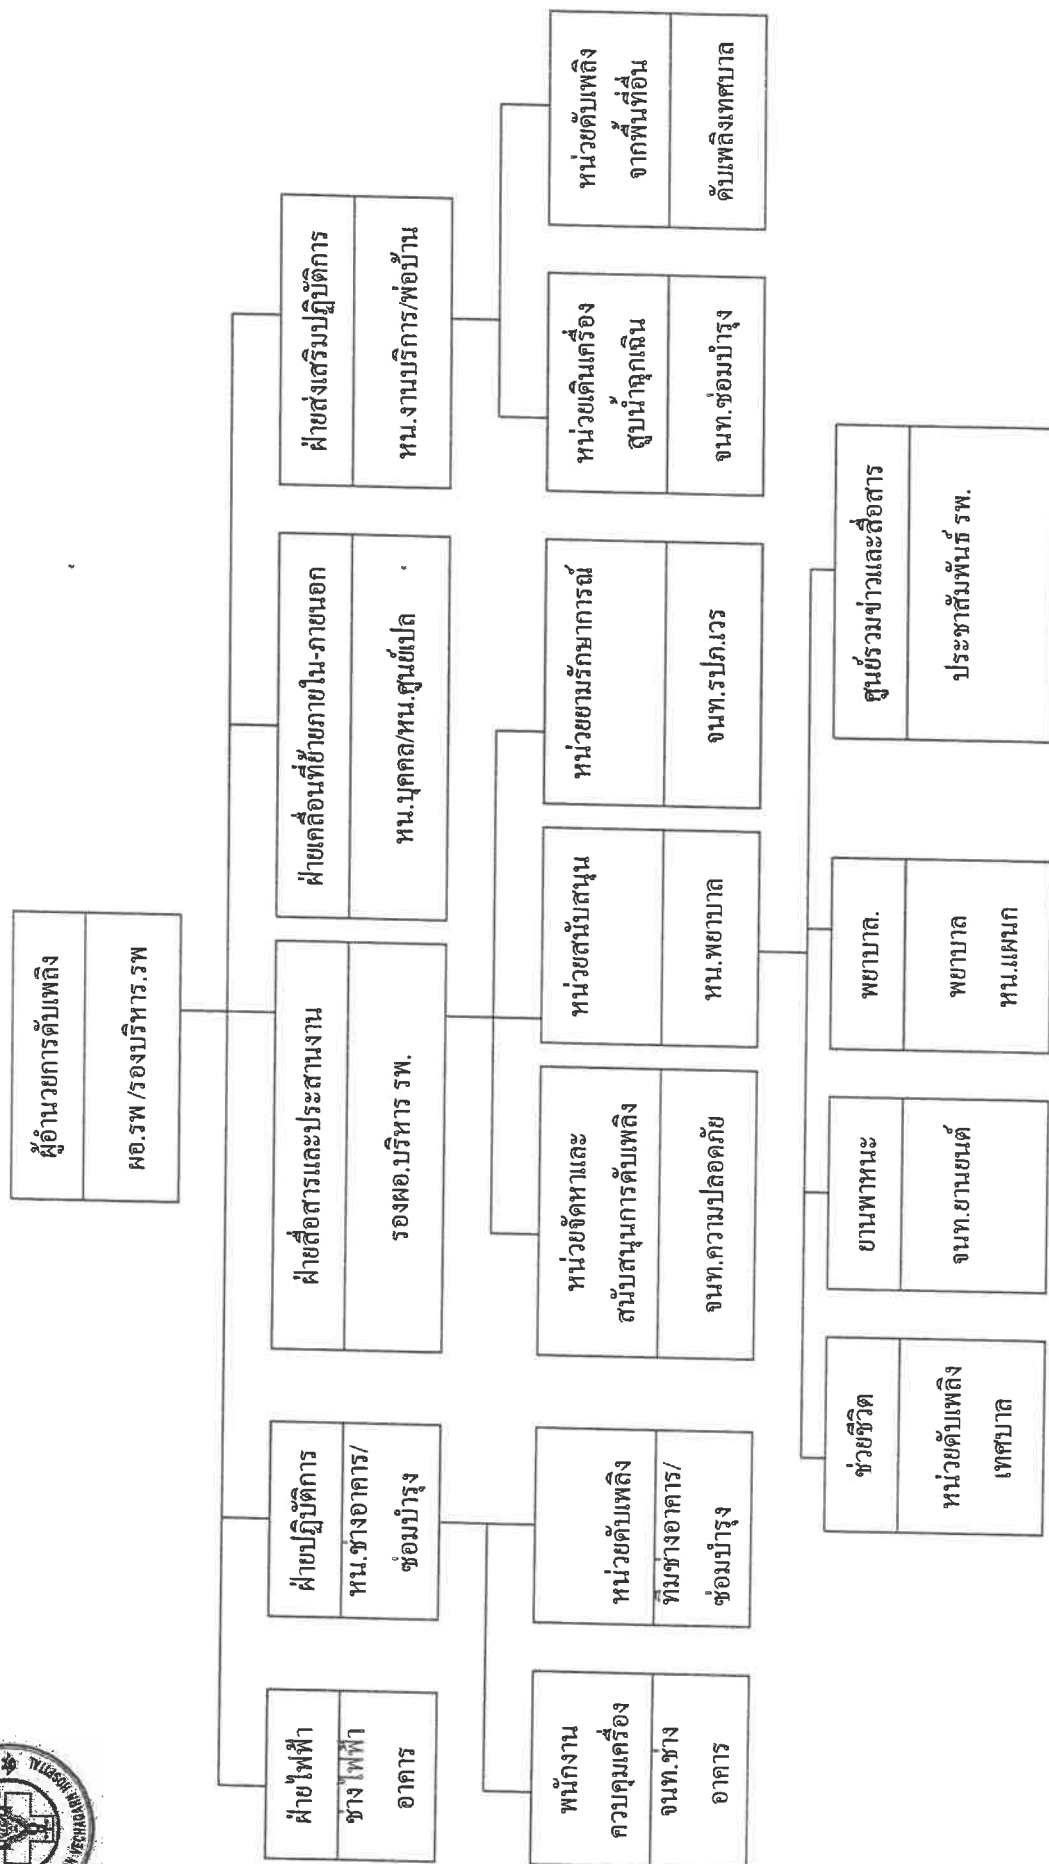 ผู้อำนวยการดับเพลิง
ผอ.รพ /รองบริหาร.รพ
ฝ่ายไฟฟ้า
ช่างไฟฟ้า
อาคาร
ฝ่ายปฏิบัติการ
หน.ช่างอาคาร/
ซ่อมบำรุง
ฝ่ายสื่อสารและประสานงาน
รองผอ.บริหาร รพ.
ฝ่ายเคลื่อนที่ย้ายภายใน-ภายนอก
หน.บุคคล/หน.ศูนย์เปล
ฝ่ายส่งเสริมปฏิบัติการ
หน.งานบริการ/พ่อบ้าน
พนักงาน
ควบคุมเครื่อง
จนท.ช่าง
อาคาร
หน่วยดับเพลิง
ทีมช่างอาคาร/
ซ่อมบำรุง
หน่วยจัดหาและ
สนับสนุนการดับเพลิง
จนท.ความปลอดภัย
หน่วยสนับสนุน
หน.พยาบาล
หน่วยยามรักษาการณ์
จนท.รปภ.เวร
หน่วยเดินเครื่อง
สูบน้ำฉุกเฉิน
จนท.ซ่อมบำรุง
หน่วยดับเพลิง
จากพื้นที่อื่น
ดับเพลิงเทศบาล
ช่วยชีวิต
หน่วยดับเพลิง
เทศบาล
ยานพาหนะ
จนท.ยานยนต์
พยาบาล.
พยาบาล
หน.แผนก
ศูนย์รวมข่าวและสื่อสาร
ประชาสัมพันธ์ รพ.
VECHAGARN HOSPITAL